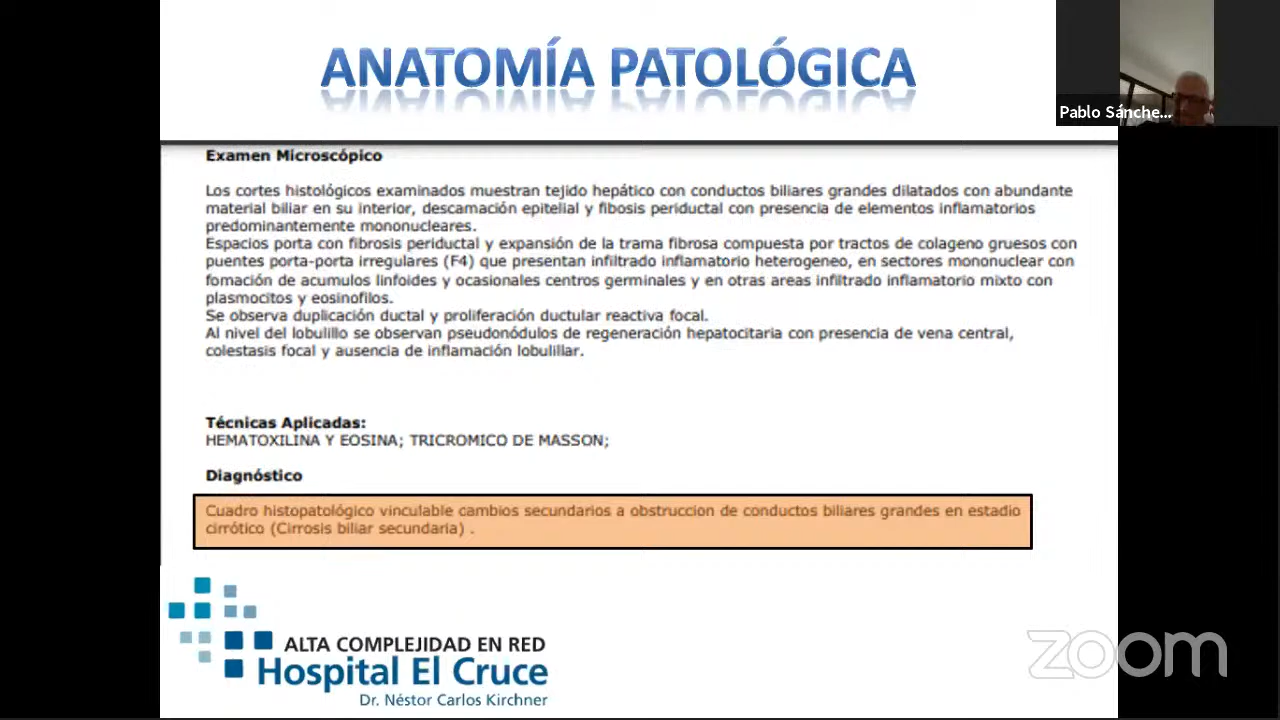 ANATOMÍA PATOLÓGICA
Pablo Sánche...
Examen Microscópico
Los cortes histológicos examinados muestran tejido hepático con conductos biliares grandes dilatados con abundante
material biliar en su interior, descamación epitelial y fibosis periductal con presencia de elementos inflamatorios
predominantemente mononucleares.
Espacios porta con fibrosis periductal y expansión de la trama fibrosa compuesta por tractos de colageno gruesos con
puentes porta-porta irregulares (F4) que presentan infiltrado inflamatorio heterogeneo, en sectores mononuclear con
fomación de acumulos linfoides y ocasionales centros germinales y en otras areas infiltrado inflamatorio mixto con
plasmocitos y eosinofilos.
Se observa duplicación ductal y proliferación ductular reactiva focal.
Al nivel del lobulillo se observan pseudonódulos de regeneración hepatocitaria con presencia de vena central,
colestasis focal y ausencia de inflamación lobulillar.
Técnicas Aplicadas:
HEMATOXILINA Y EOSINA; TRICROMICO DE MASSON;
Diagnóstico
Cuadro histopatológico vinculable cambios secundarios a obstruccion de conductos biliares grandes en estadio
cirrótico (Cirrosis biliar secundaria) .
ALTA COMPLEJIDAD EN RED
Hospital El Cruce
Dr. Néstor Carlos Kirchner
zoom